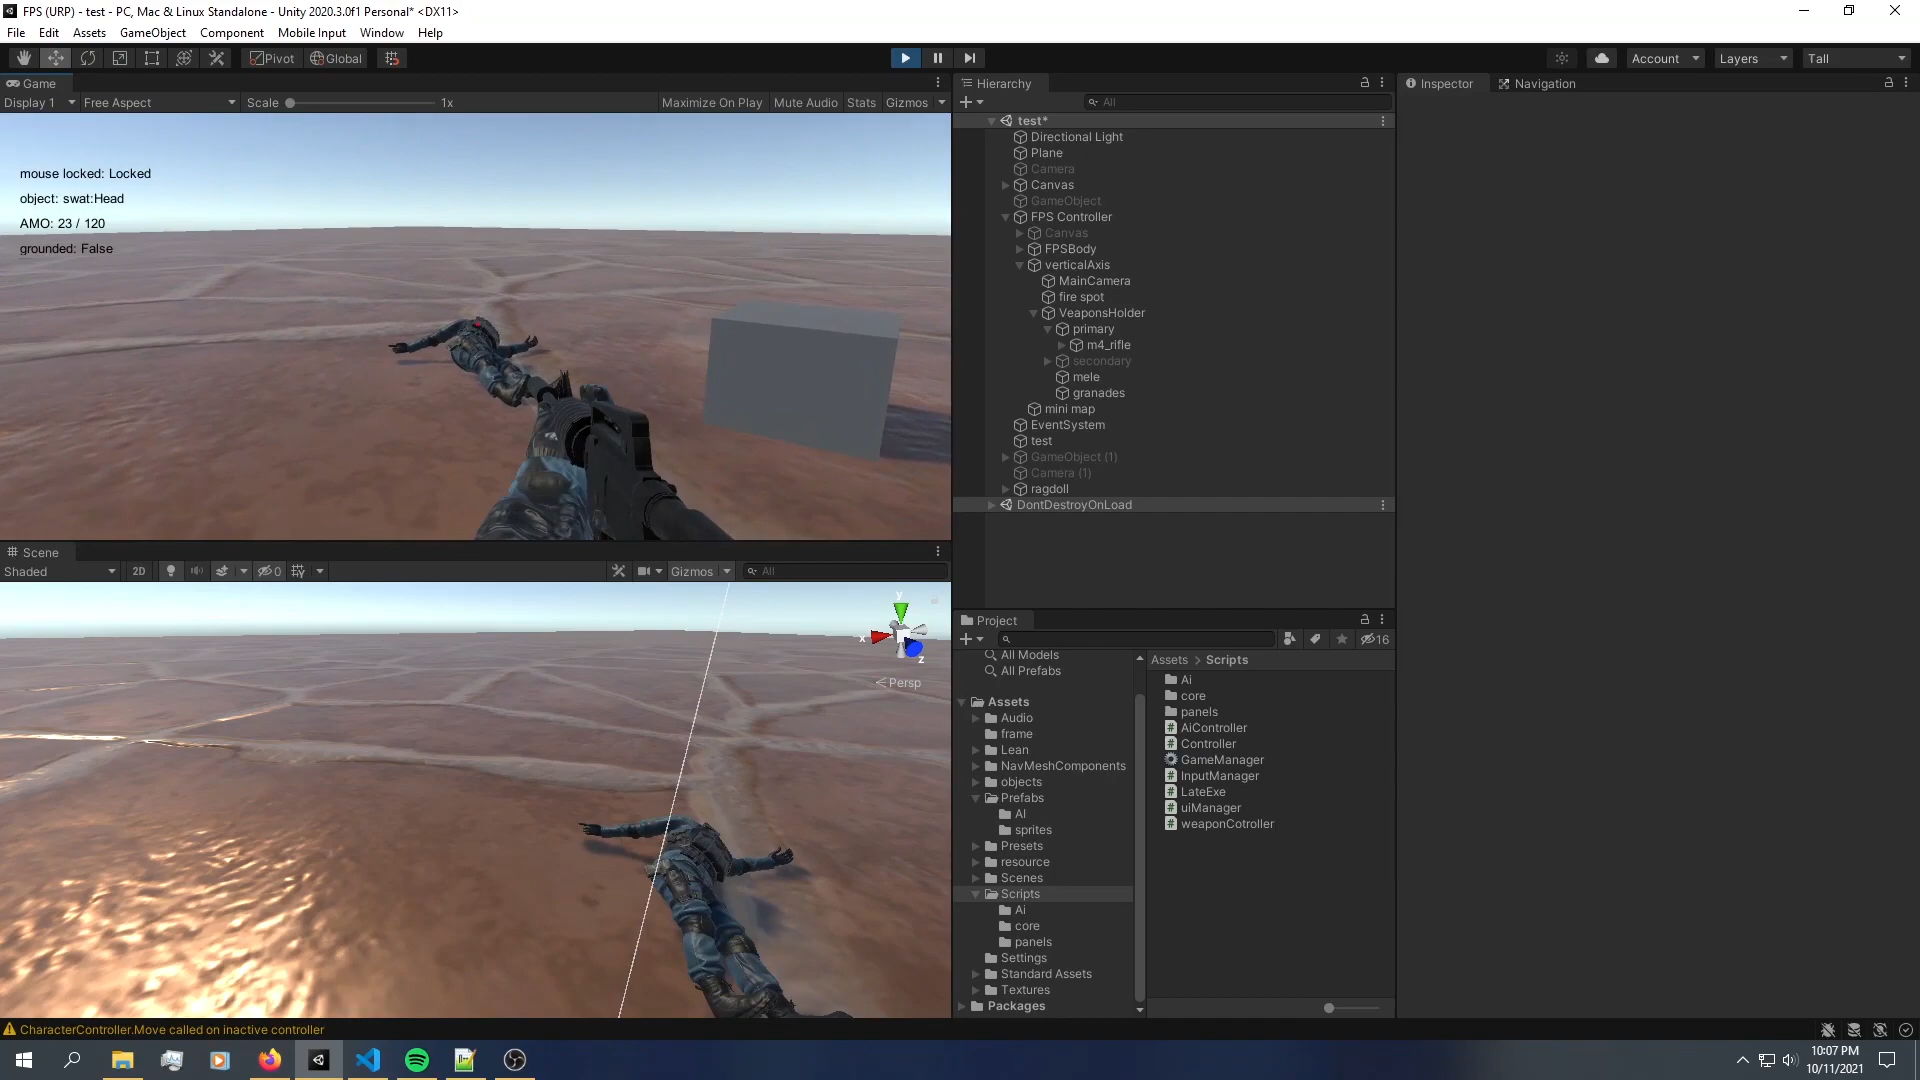 FPS (URP) - test - PC, Mac & Linux Standalone - Unity 2020.3.0f1 Personal* <DX11>
File Edit Assets GameObject Component Mobile Input Window Help
Pivot Global Account Layers Tall
Game
Display 1 Free Aspect Scale 1x Maximize On Play Mute Audio Stats Gizmos
mouse locked: Locked
object: swat:Head
AMO: 23 / 120
grounded: False
Scene
Shaded 2D 0 Gizmos All
y
x
z
Persp
Hierarchy
All
test*
Directional Light
Plane
Camera
Canvas
GameObject
FPS Controller
Canvas
FPSBody
verticalAxis
MainCamera
fire spot
VeaponsHolder
primary
m4_rifle
secondary
mele
granades
mini map
EventSystem
test
GameObject (1)
Camera (1)
ragdoll
DontDestroyOnLoad
Project
16
All Models
All Prefabs
Assets
Audio
frame
Lean
NavMeshComponents
objects
Prefabs
AI
sprites
Presets
resource
Scenes
Scripts
Ai
core
panels
Settings
Standard Assets
Textures
Packages
Assets > Scripts
Ai
core
panels
AiController
Controller
GameManager
InputManager
LateExe
uiManager
weaponCotroller
Inspector Navigation
CharacterController.Move called on inactive controller
10:07 PM
10/11/2021